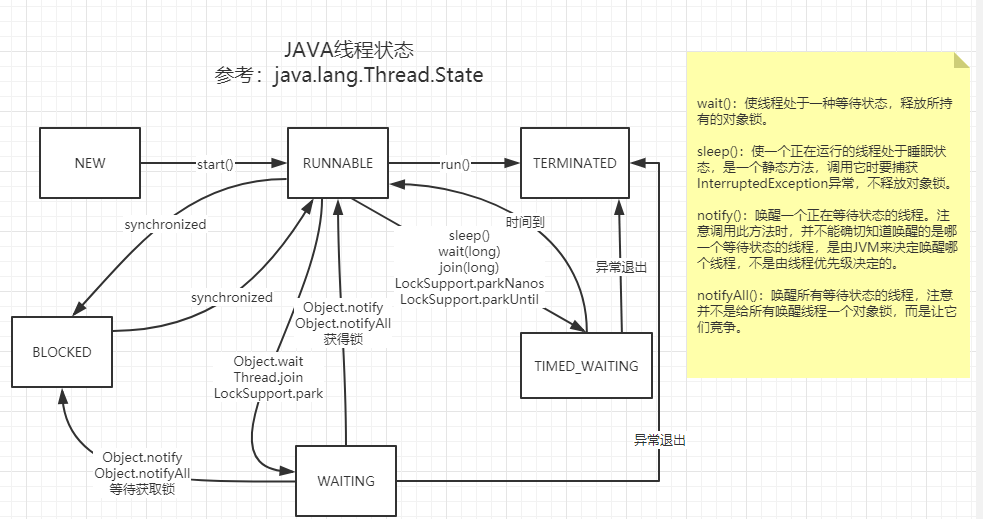 JAVA线程状态
参考：java.lang.Thread.State
NEW
start()
RUNNABLE
run()
TERMINATED
synchronized
synchronized
时间到
sleep()
wait(long)
join(long)
LockSupport.parkNanos
LockSupport.parkUntil
异常退出
Object.notify
Object.notifyAll
获得锁
BLOCKED
Object.wait
Thread.join
LockSupport.park
TIMED_WAITING
异常退出
Object.notify
Object.notifyAll
等待获取锁
WAITING
wait()：使线程处于一种等待状态，释放所持
有的对象锁。
sleep()：使一个正在运行的线程处于睡眠状
态，是一个静态方法，调用它时要捕获
InterruptedException异常，不释放对象锁。
notify()：唤醒一个正在等待状态的线程。注
意调用此方法时，并不能确切知道唤醒的是哪
一个等待状态的线程，是由JVM来决定唤醒哪
个线程，不是由线程优先级决定的。
notifyAll()：唤醒所有等待状态的线程，注意
并不是给所有唤醒线程一个对象锁，而是让它
们竞争。